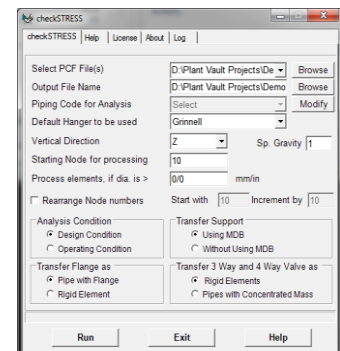 checkSTRESS
checkSTRESS Help License About Log
Select PCF File(s) D:\Plant Vault Projects\De Browse
Output File Name D:\Plant Vault Projects\Demo Browse
Piping Code for Analysis Select Modify
Default Hanger to be used Grinnell
Vertical Direction Z Sp. Gravity 1
Starting Node for processing 10
Process elements, if dia. is > 0/0 mm/in
Rearrange Node numbers Start with 10 Increment by 10
Analysis Condition Transfer Support
Design Condition Using MDB
Operating Condition Without Using MDB
Transfer Flange as Transfer 3 Way and 4 Way Valve as
Pipe with Flange Rigid Elements
Rigid Element Pipes with Concentrated Mass
Run Exit Help